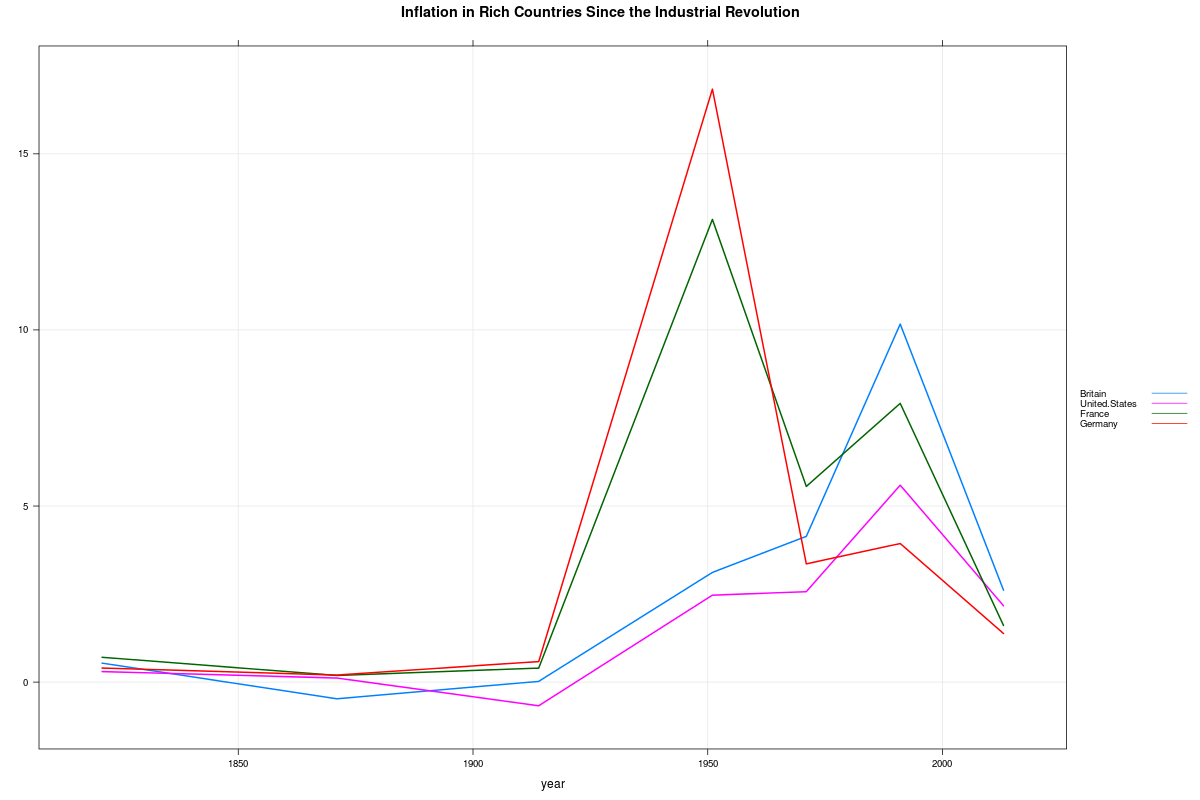 Inflation in Rich Countries Since the Industrial Revolution
15
10
5
0
1850
1900
1950
2000
year
Britain
United.States
France
Germany